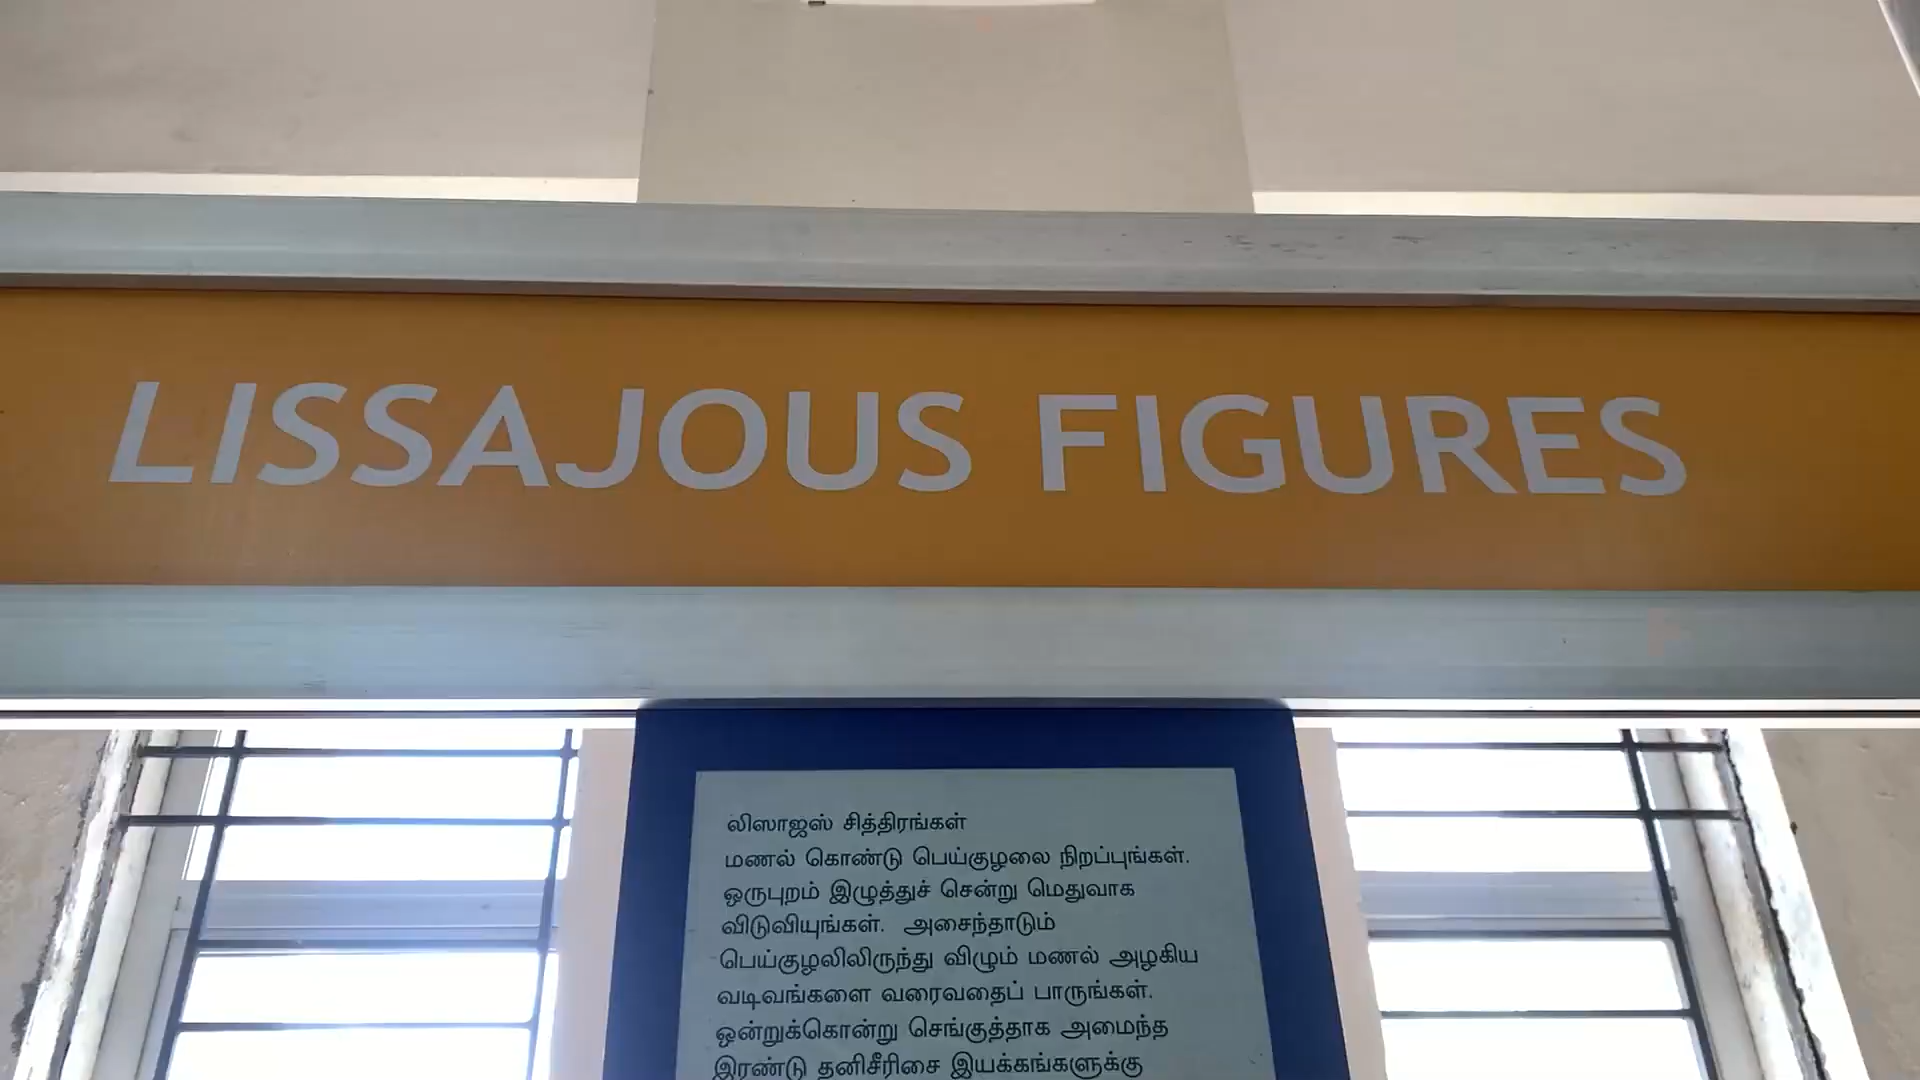 LISSAJOUS FIGURES
லிஸாஜஸ் சித்திரங்கள்
மணல் கொண்டு பெய்குழலை நிறப்புங்கள்.
ஒருபுறம் இழுத்துச் சென்று மெதுவாக
விடுவியுங்கள். அசைந்தாடும்
பெய்குழலிலிருந்து விழும் மணல் அழகிய
வடிவங்களை வரைவதைப் பாருங்கள்.
ஒன்றுக்கொன்று செங்குத்தாக அமைந்த
இரண்டு தனிசீரிசை இயக்கங்களுக்கு